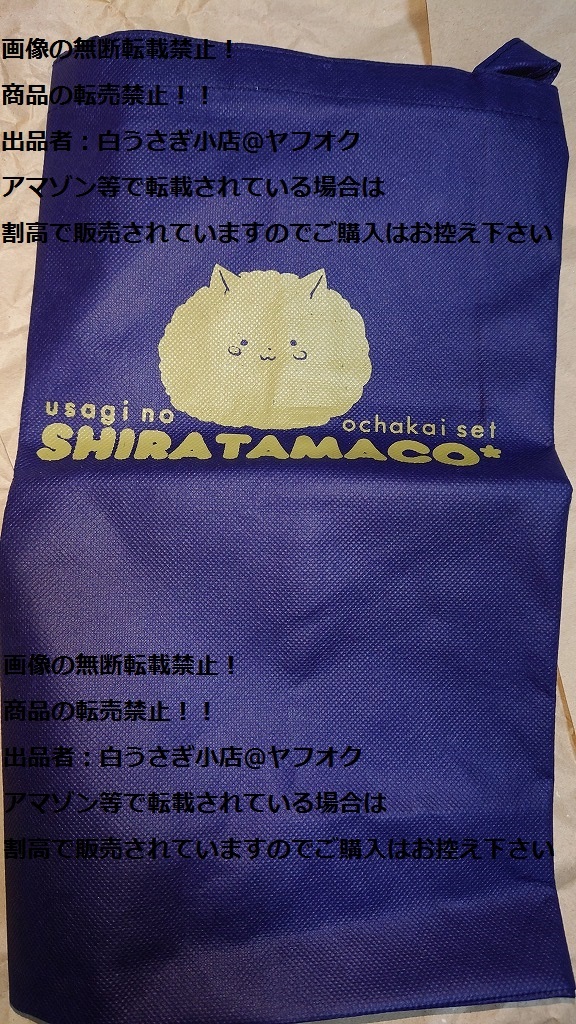 画像の無断転載禁止！
商品の転売禁止！！
出品者：白うさぎ小店@ヤフオク
アマゾン等で転載されている場合は
割高で販売されていますのでご購入はお控え下さい
usagi no
ochakai set
SHIRATAMACO*
画像の無断転載禁止！
商品の転売禁止！！
出品者：白うさぎ小店@ヤフオク
アマゾン等で転載されている場合は
割高で販売されていますのでご購入はお控え下さい